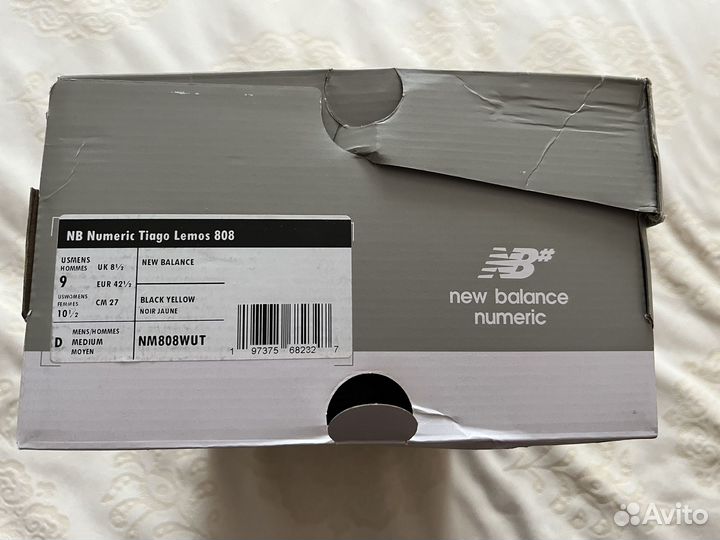 NB Numeric Tiago Lemos 808
USMENS
HOMMES
9
UK 8½
EUR 42½
USWOMENS
FEMMES
10½
CM 27
NEW BALANCE
BLACK YELLOW
NOIR JAUNE
D
MENS/HOMMES
MEDIUM
MOYEN
NM808WUT
1 97375 68232 7
NB#
new balance
numeric
Avito